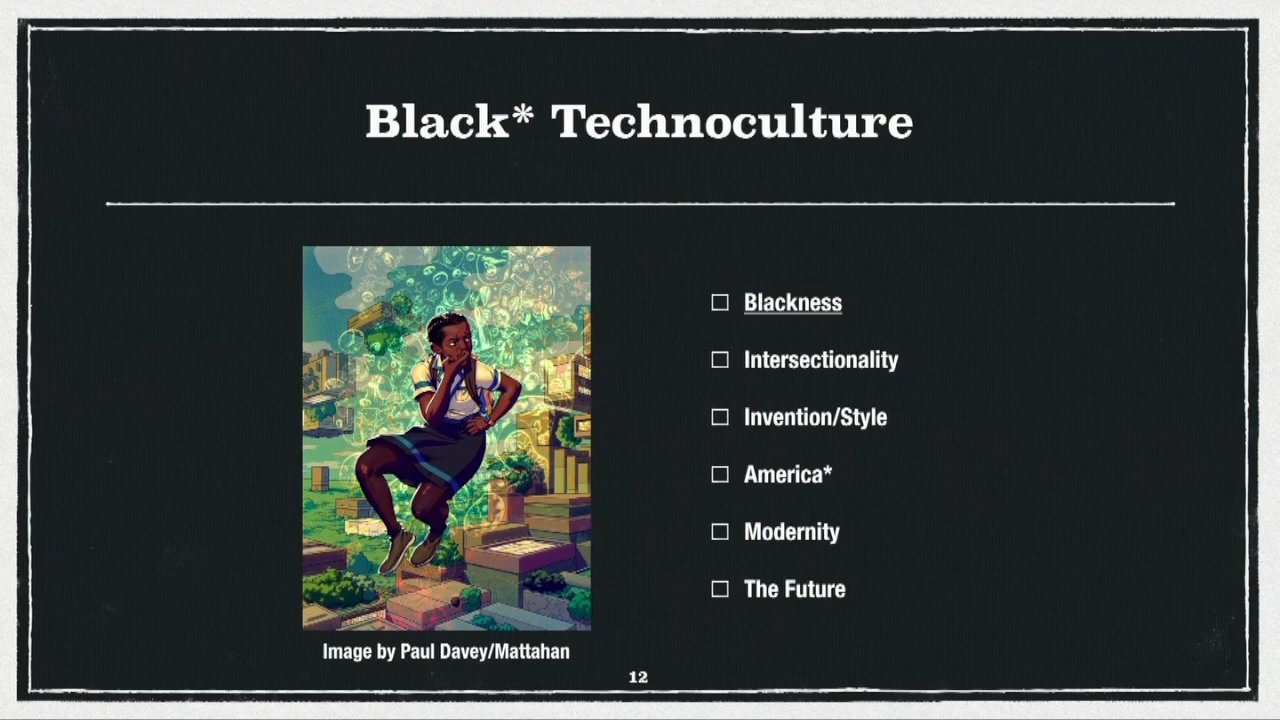 Black* Technoculture
Blackness
Intersectionality
Invention/Style
America*
Modernity
The Future
Image by Paul Davey/Mattahan
12